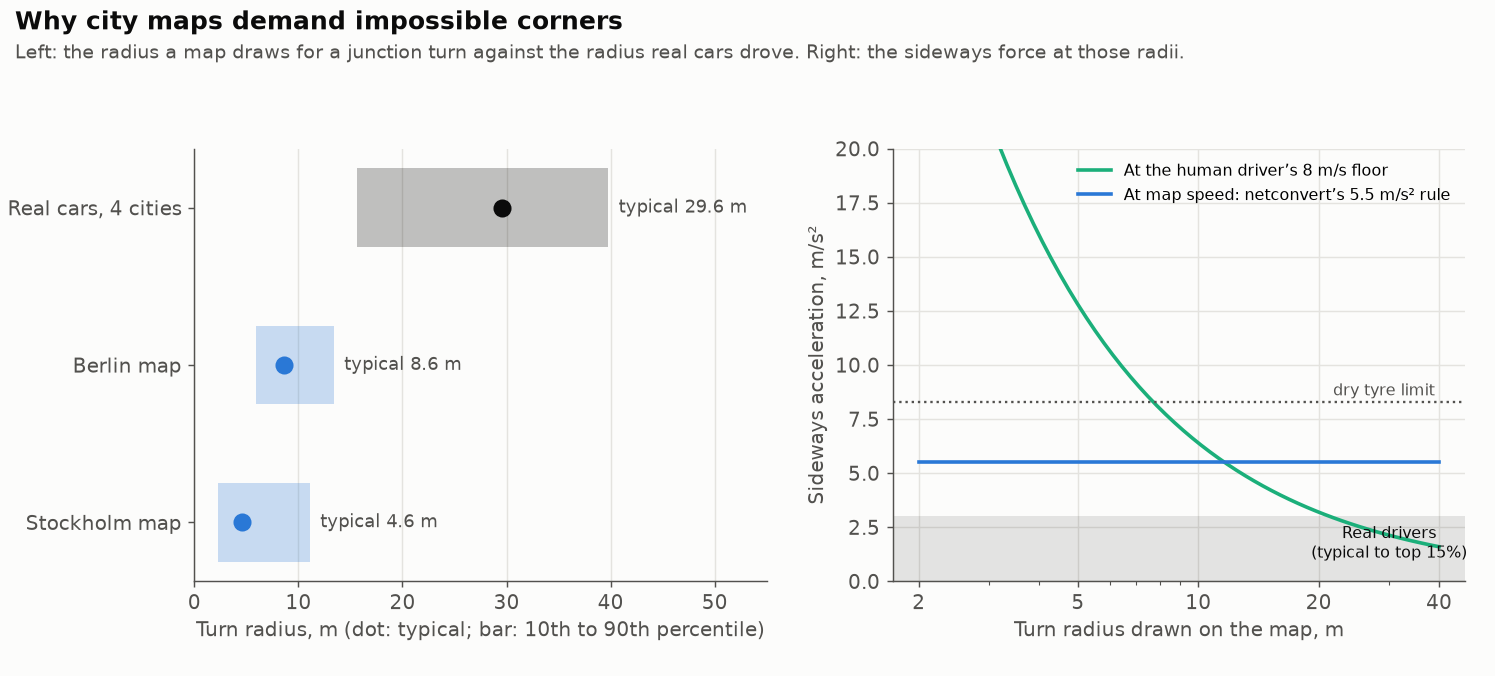 Why city maps demand impossible corners
Left: the radius a map draws for a junction turn against the radius real cars drove. Right: the sideways force at those radii.
Real cars, 4 cities
typical 29.6 m
Berlin map
typical 8.6 m
Stockholm map
typical 4.6 m
0 10 20 30 40 50
Turn radius, m (dot: typical; bar: 10th to 90th percentile)
Sideways acceleration, m/s²
20.0
17.5
15.0
12.5
10.0
7.5
5.0
2.5
0.0
At the human driver’s 8 m/s floor
At map speed: netconvert’s 5.5 m/s² rule
dry tyre limit
Real drivers
(typical to top 15%)
2 5 10 20 40
Turn radius drawn on the map, m